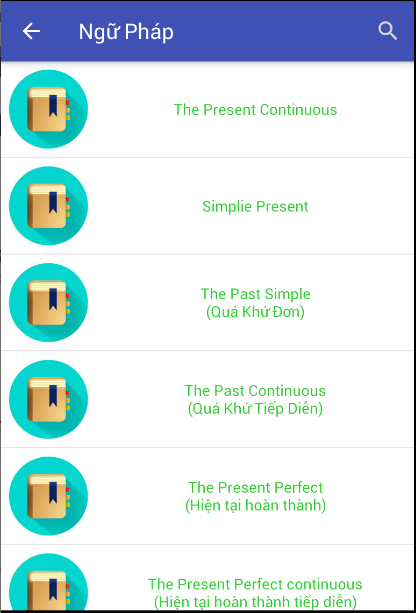 Ngữ Pháp
The Present Continuous
Simplie Present
The Past Simple
(Quá Khứ Đơn)
The Past Continuous
(Quá Khứ Tiếp Diễn)
The Present Perfect
(Hiện tại hoàn thành)
The Present Perfect continuous
(Hiện tại hoàn thành tiếp diễn)